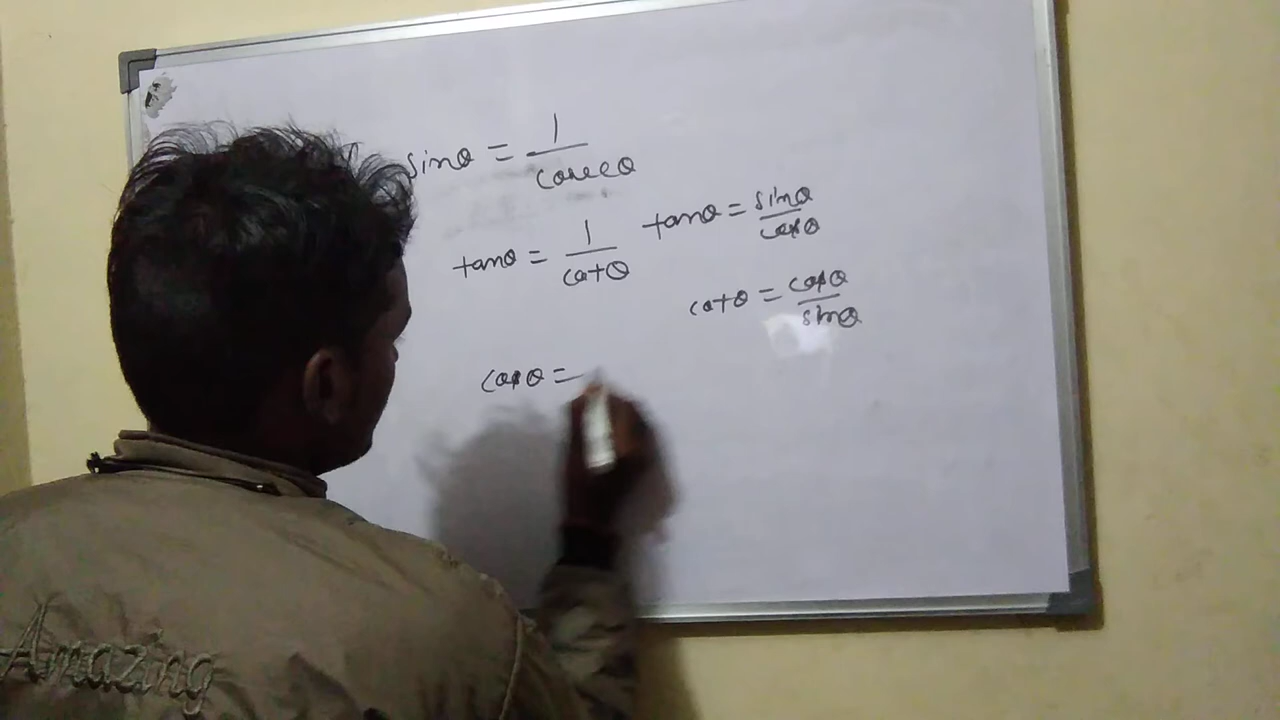 sinθ = 1/cosecθ
tanθ = 1/cotθ
tanθ = sinθ/cosθ
cotθ = cosθ/sinθ
cosθ =
Amazing